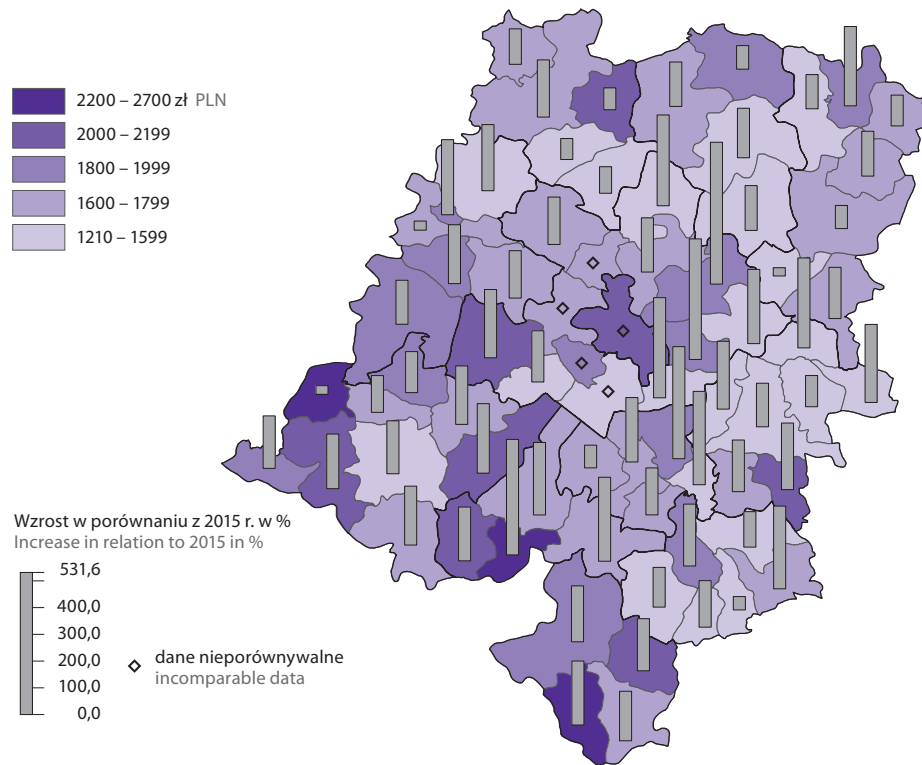 2200 – 2700 zł PLN
2000 – 2199
1800 – 1999
1600 – 1799
1210 – 1599
Wzrost w porównaniu z 2015 r. w %
Increase in relation to 2015 in %
531,6
400,0
300,0
200,0
100,0
0,0
dane nieporównywalne
incomparable data